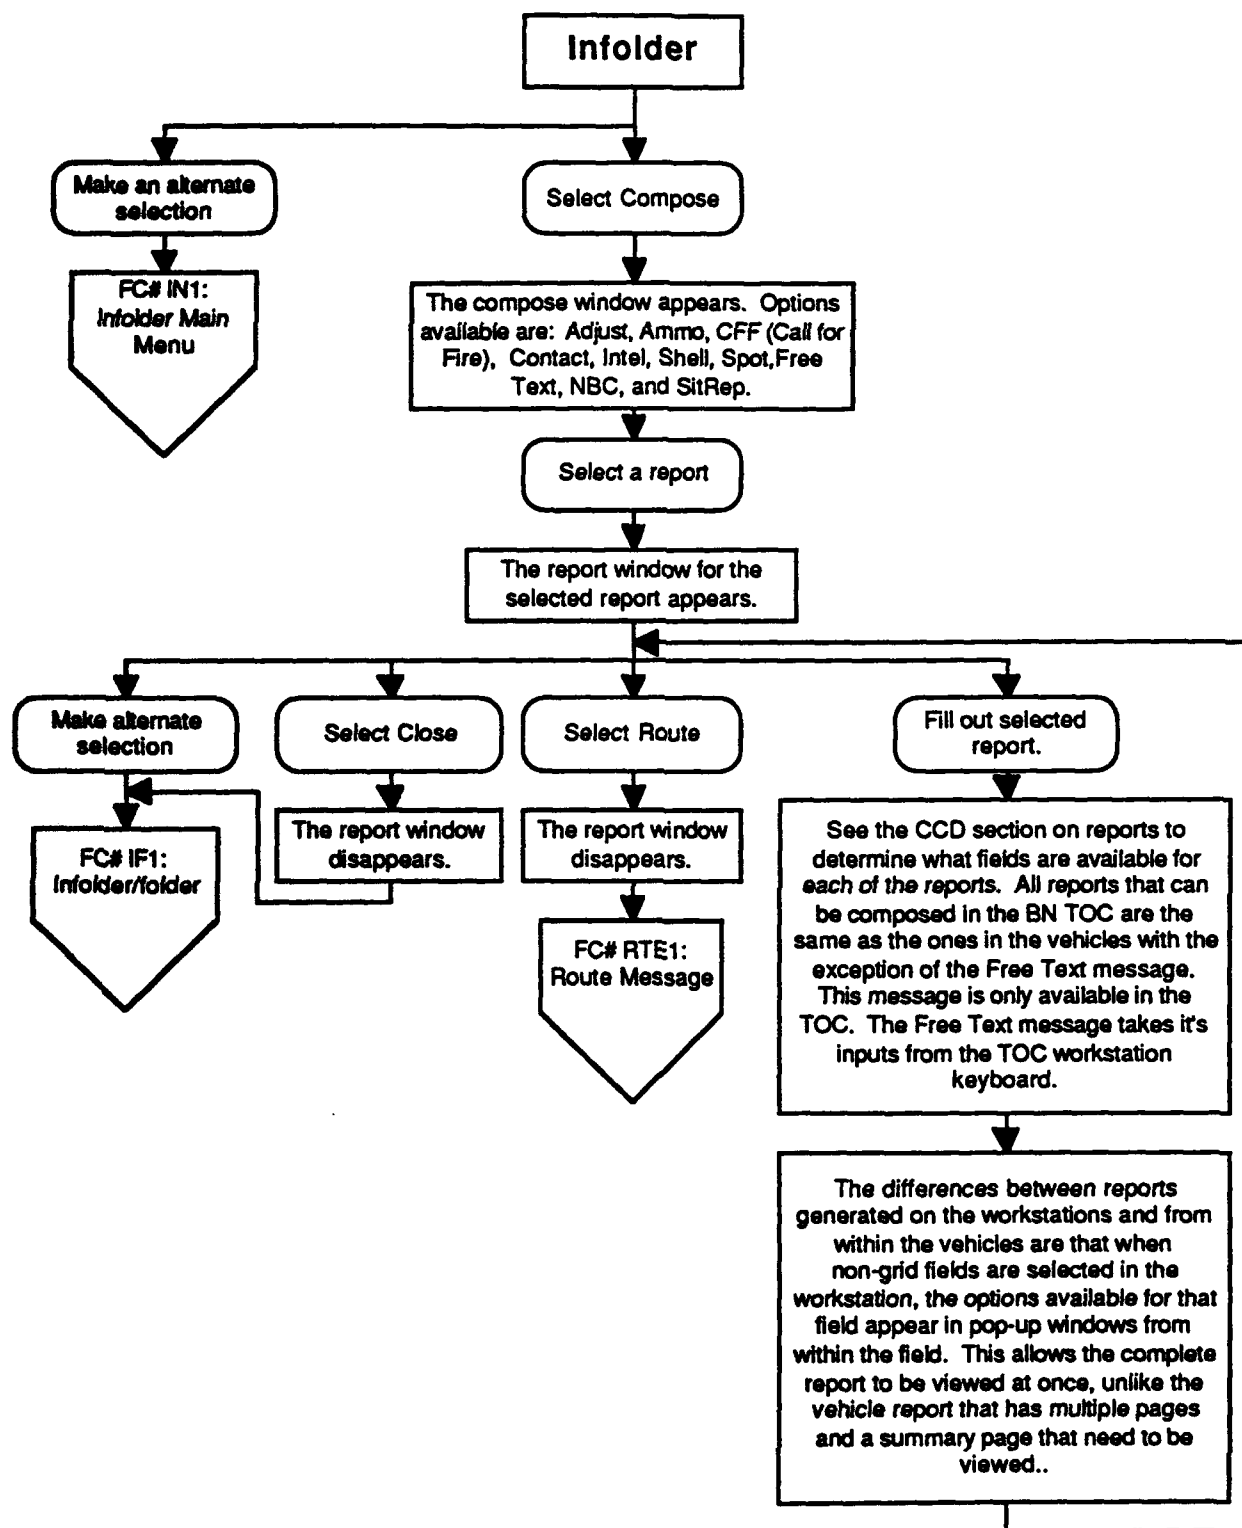 Infolder
Make an alternate
selection
Select Compose
FC# IN1:
Infolder Main
Menu
The compose window appears. Options
available are: Adjust, Ammo, CFF (Call for
Fire), Contact, Intel, Shell, Spot,Free
Text, NBC, and SitRep.
Select a report
The report window for the
selected report appears.
Make alternate
selection
Select Close
Select Route
Fill out selected
report.
FC# IF1:
Infolder/folder
The report window
disappears.
The report window
disappears.
FC# RTE1:
Route Message
See the CCD section on reports to
determine what fields are available for
each of the reports. All reports that can
be composed in the BN TOC are the
same as the ones in the vehicles with the
exception of the Free Text message.
This message is only available in the
TOC. The Free Text message takes it's
inputs from the TOC workstation
keyboard.
The differences between reports
generated on the workstations and from
within the vehicles are that when
non-grid fields are selected in the
workstation, the options available for that
field appear in pop-up windows from
within the field. This allows the complete
report to be viewed at once, unlike the
vehicle report that has multiple pages
and a summary page that need to be
viewed..